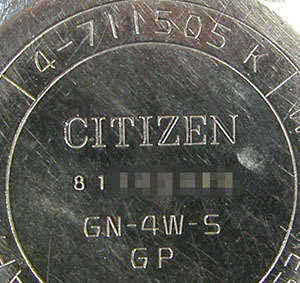 4-711505 K
CITIZEN
81
GN-4W-S
GP